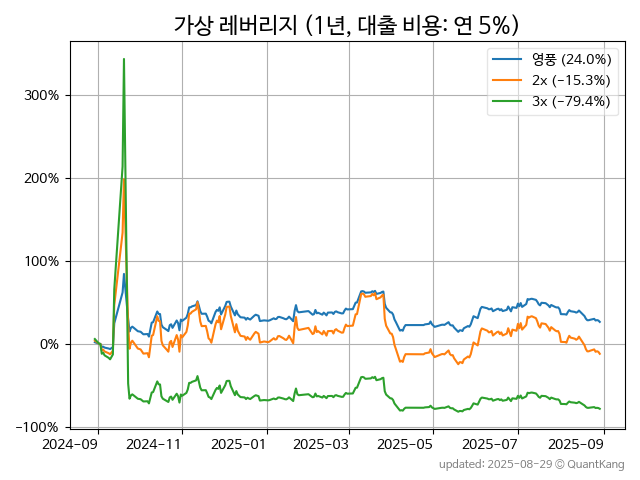 가상 레버리지 (1년, 대출 비용: 연 5%)
영풍 (24.0%)
2x (−15.3%)
3x (−79.4%)
300%
200%
100%
0%
−100%
2024-09
2024-11
2025-01
2025-03
2025-05
2025-07
2025-09
updated: 2025-08-29 © QuantKang